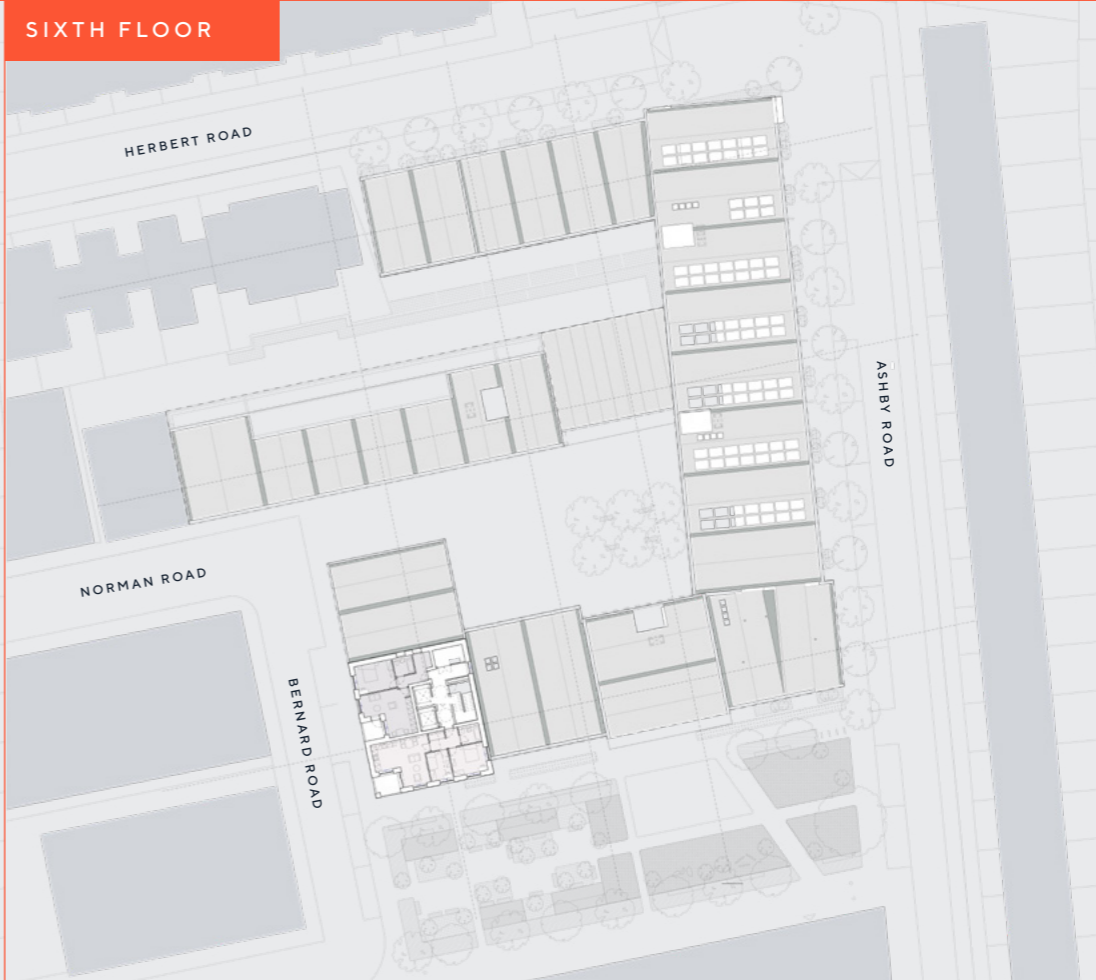 SIXTH FLOOR
HERBERT ROAD
ASHBY ROAD
NORMAN ROAD
BERNARD ROAD